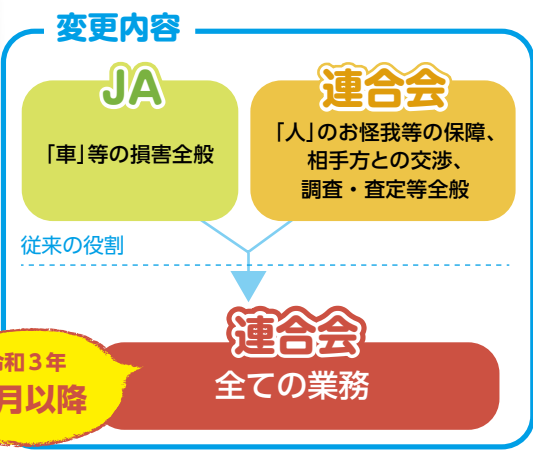 変更内容
JA
「車」等の損害全般
連合会
「人」のお怪我等の保障、
相手方との交渉、
調査・査定等全般
従来の役割
連合会
全ての業務
和3年
月以降